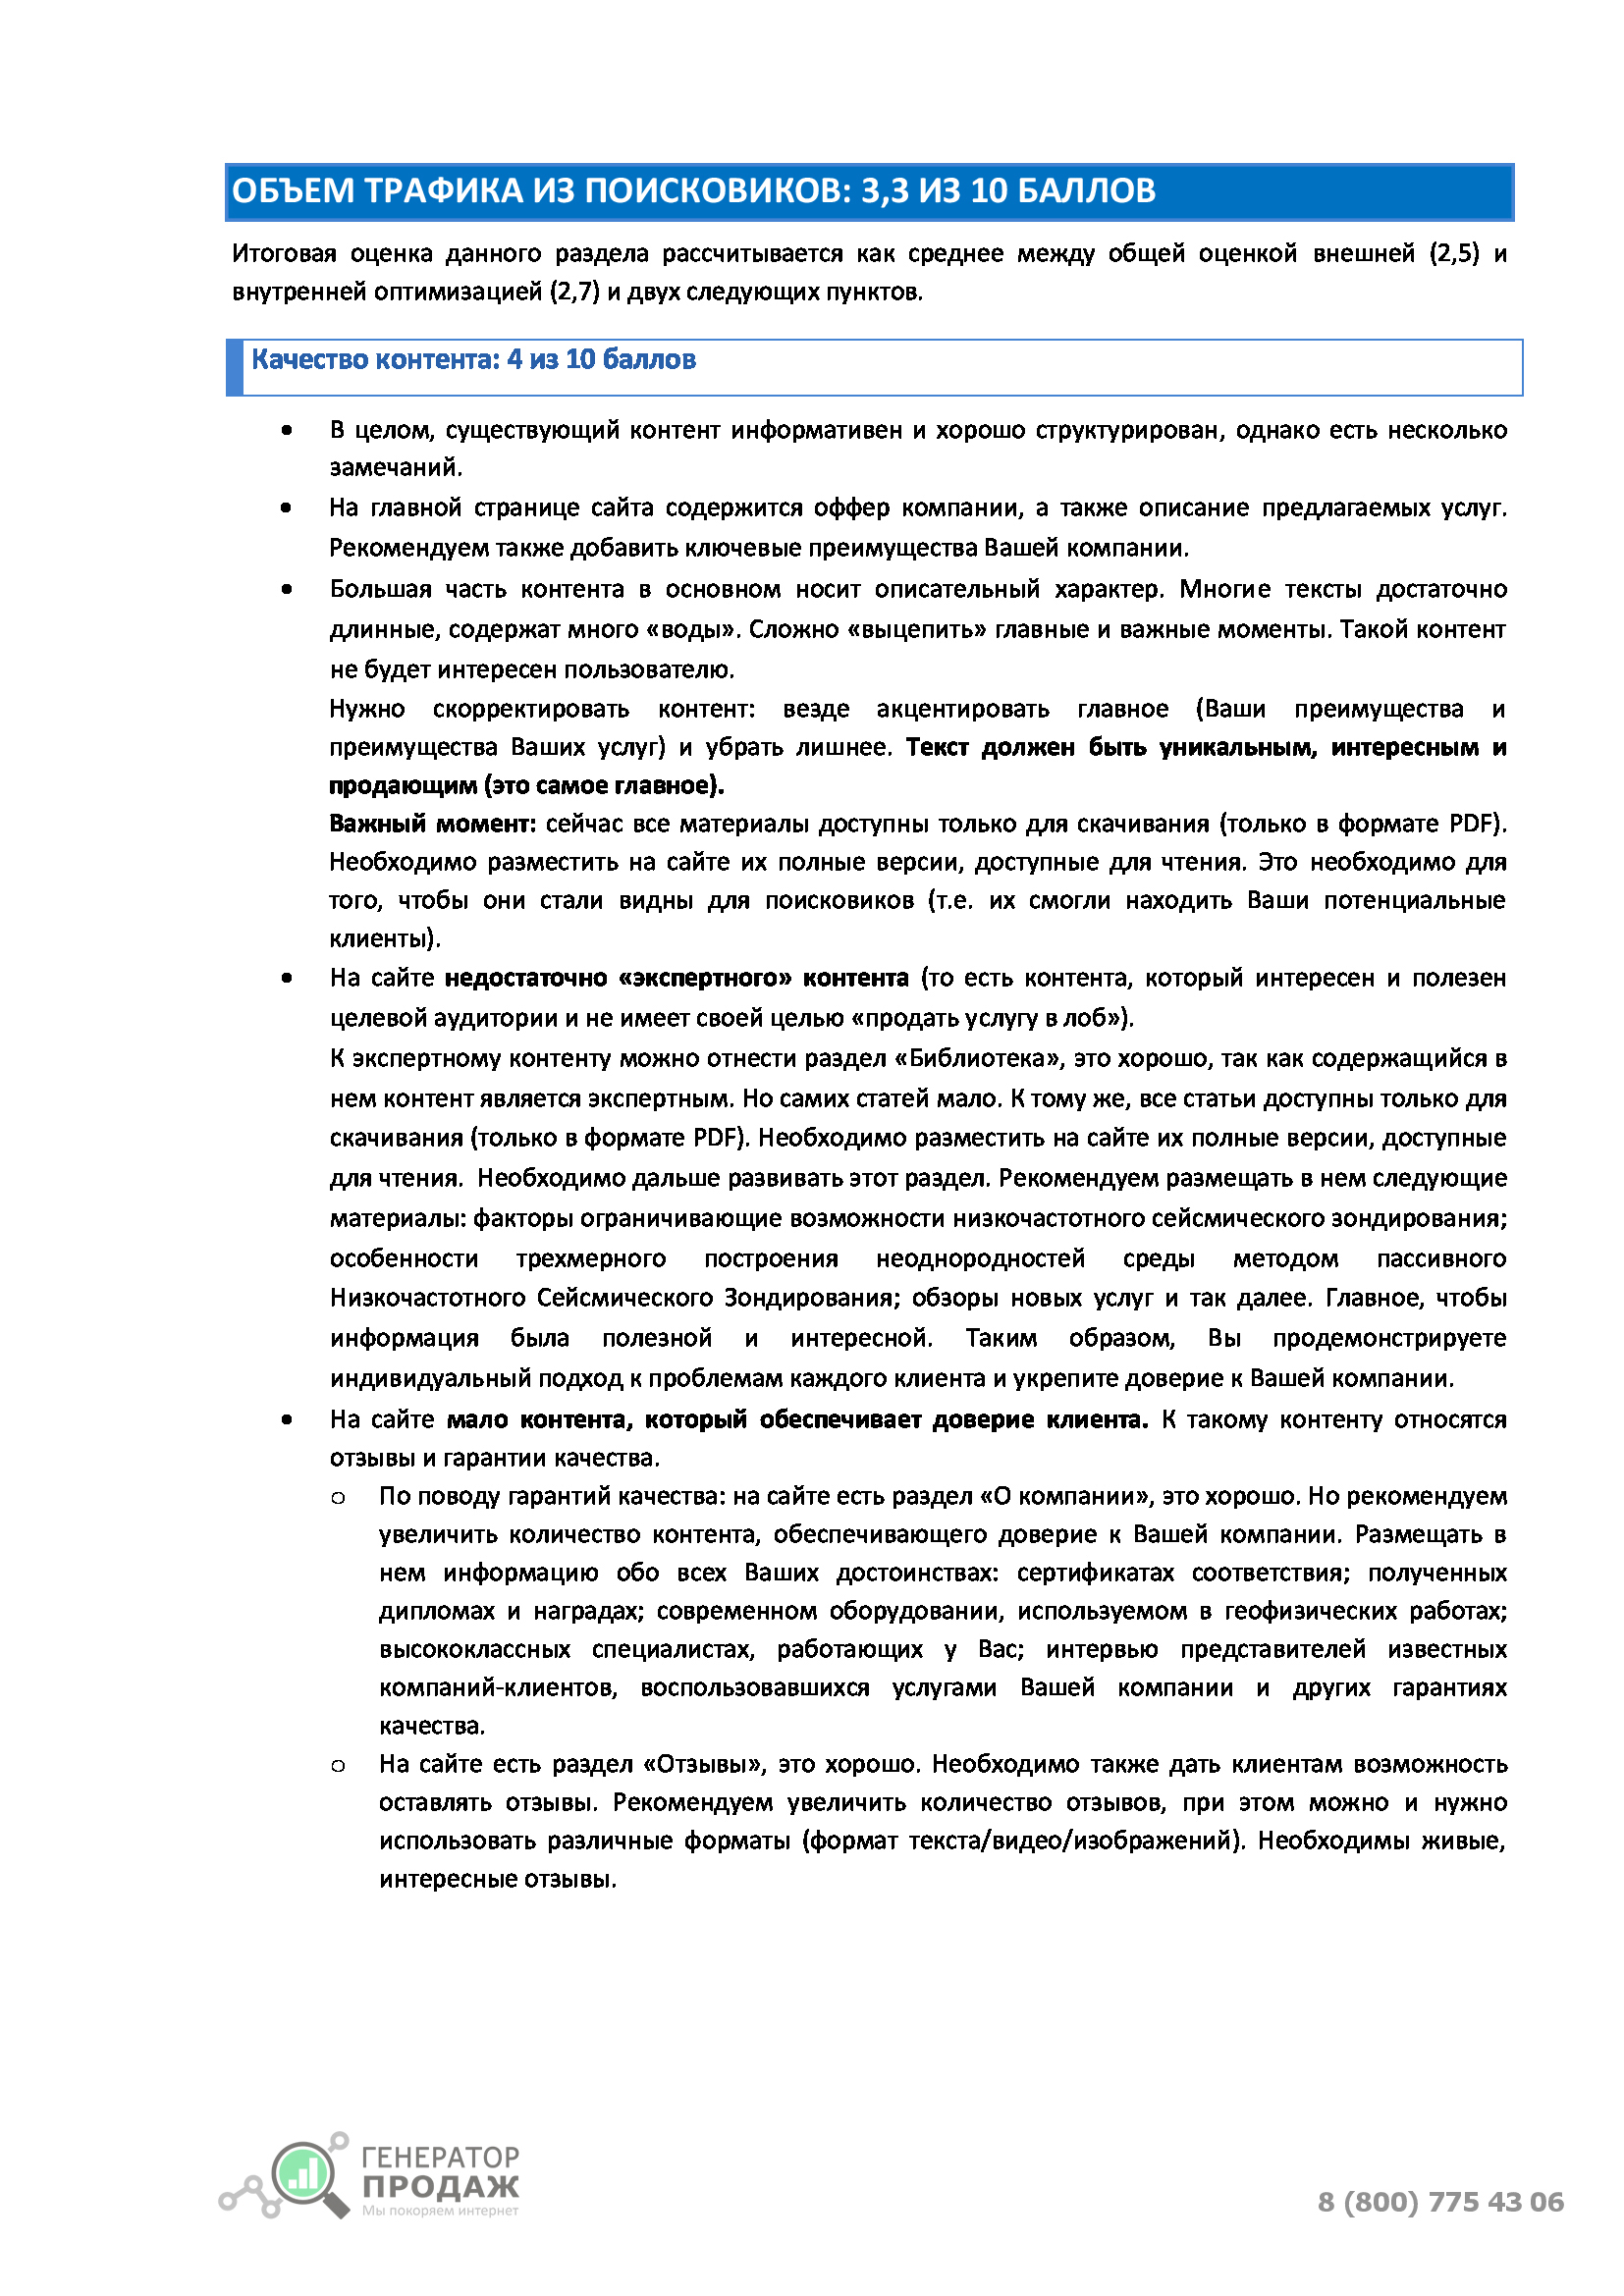 ОБЪЕМ ТРАФИКА ИЗ ПОИСКОВИКОВ: 3,3 ИЗ 10 БАЛЛОВ
Итоговая оценка данного раздела рассчитывается как среднее между общей оценкой внешней (2,5) и
внутренней оптимизацией (2,7) и двух следующих пунктов.
Качество контента: 4 из 10 баллов
• В целом, существующий контент информативен и хорошо структурирован, однако есть несколько
замечаний.
• На главной странице сайта содержится оффер компании, а также описание предлагаемых услуг.
Рекомендуем также добавить ключевые преимущества Вашей компании.
• Большая часть контента в основном носит описательный характер. Многие тексты достаточно
длинные, содержат много «воды». Сложно «выцепить» главные и важные моменты. Такой контент
не будет интересен пользователю.
Нужно скорректировать контент: везде акцентировать главное (Ваши преимущества и
преимущества Ваших услуг) и убрать лишнее. Текст должен быть уникальным, интересным и
продающим (это самое главное).
Важный момент: сейчас все материалы доступны только для скачивания (только в формате PDF).
Необходимо разместить на сайте их полные версии, доступные для чтения. Это необходимо для
того, чтобы они стали видны для поисковиков (т.е. их смогли находить Ваши потенциальные
клиенты).
• На сайте недостаточно «экспертного» контента (то есть контента, который интересен и полезен
целевой аудитории и не имеет своей целью «продать услугу в лоб»).
К экспертному контенту можно отнести раздел «Библиотека», это хорошо, так как содержащийся в
нем контент является экспертным. Но самих статей мало. К тому же, все статьи доступны только для
скачивания (только в формате PDF). Необходимо разместить на сайте их полные версии, доступные
для чтения. Необходимо дальше развивать этот раздел. Рекомендуем размещать в нем следующие
материалы: факторы ограничивающие возможности низкочастотного сейсмического зондирования;
особенности трехмерного построения неоднородностей среды методом пассивного
Низкочастотного Сейсмического Зондирования; обзоры новых услуг и так далее. Главное, чтобы
информация была полезной и интересной. Таким образом, Вы продемонстрируете
индивидуальный подход к проблемам каждого клиента и укрепите доверие к Вашей компании.
• На сайте мало контента, который обеспечивает доверие клиента. К такому контенту относятся
отзывы и гарантии качества.
o По поводу гарантий качества: на сайте есть раздел «О компании», это хорошо. Но рекомендуем
увеличить количество контента, обеспечивающего доверие к Вашей компании. Размещать в
нем информацию обо всех Ваших достоинствах: сертификатах соответствия; полученных
дипломах и наградах; современном оборудовании, используемом в геофизических работах;
высококлассных специалистах, работающих у Вас; интервью представителей известных
компаний-клиентов, воспользовавшихся услугами Вашей компании и других гарантиях
качества.
o На сайте есть раздел «Отзывы», это хорошо. Необходимо также дать клиентам возможность
оставлять отзывы. Рекомендуем увеличить количество отзывов, при этом можно и нужно
использовать различные форматы (формат текста/видео/изображений). Необходимы живые,
интересные отзывы.
ГЕНЕРАТОР
ПРОДАЖ
Мы покоряем интернет
8 (800) 775 43 06